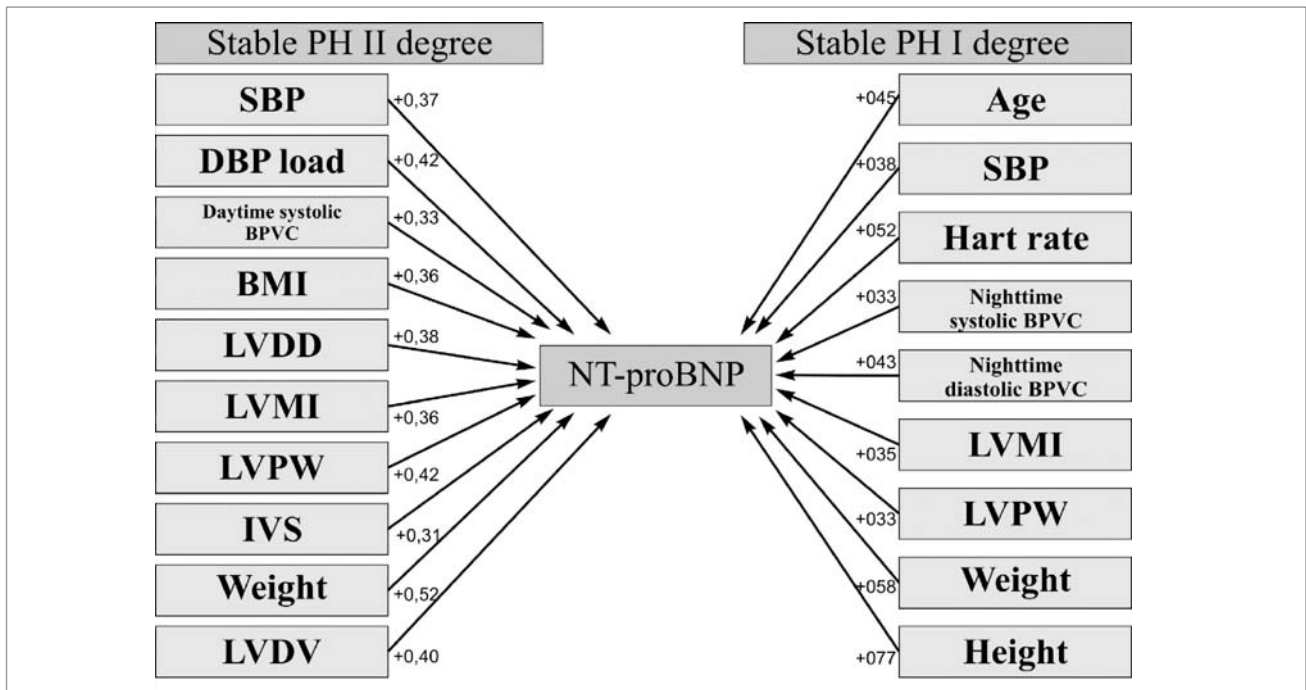 Stable PH II degree
SBP
+0,37
DBP load
+0,42
Daytime systolic
BPVC
+0,33
BMI
+0,36
LVDD
+0,38
LVMI
+0,36
LVPW
+0,42
IVS
+0,31
Weight
+0,52
LVDV
+0,40
NT-proBNP
Stable PH I degree
+045
Age
+038
SBP
+052
Hart rate
+033
Nighttime
systolic BPVC
+043
Nighttime
diastolic BPVC
+035
LVMI
+033
LVPW
+058
Weight
+077
Height